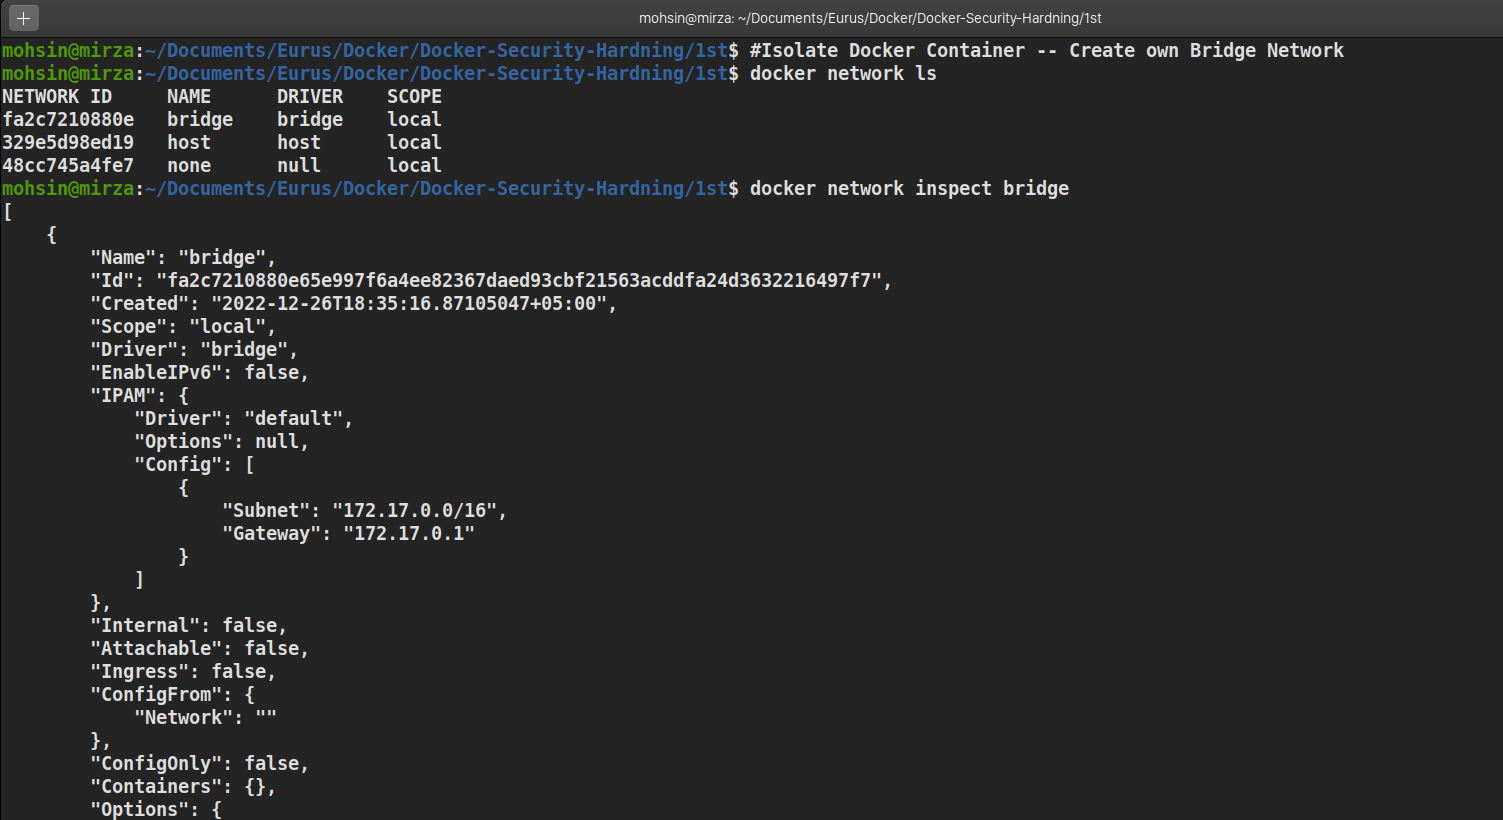 mohsin@mirza: ~/Documents/Eurus/Docker/Docker-Security-Hardning/1st
mohsin@mirza:~/Documents/Eurus/Docker/Docker-Security-Hardning/1st$ #Isolate Docker Container -- Create own Bridge Network
mohsin@mirza:~/Documents/Eurus/Docker/Docker-Security-Hardning/1st$ docker network ls
NETWORK ID     NAME      DRIVER    SCOPE
fa2c7210880e   bridge    bridge    local
329e5d98ed19   host      host      local
48cc745a4fe7   none      null      local
mohsin@mirza:~/Documents/Eurus/Docker/Docker-Security-Hardning/1st$ docker network inspect bridge
[
    {
        "Name": "bridge",
        "Id": "fa2c7210880e65e997f6a4ee82367daed93cbf21563acddfa24d3632216497f7",
        "Created": "2022-12-26T18:35:16.87105047+05:00",
        "Scope": "local",
        "Driver": "bridge",
        "EnableIPv6": false,
        "IPAM": {
            "Driver": "default",
            "Options": null,
            "Config": [
                {
                    "Subnet": "172.17.0.0/16",
                    "Gateway": "172.17.0.1"
                }
            ]
        },
        "Internal": false,
        "Attachable": false,
        "Ingress": false,
        "ConfigFrom": {
            "Network": ""
        },
        "ConfigOnly": false,
        "Containers": {},
        "Options": {